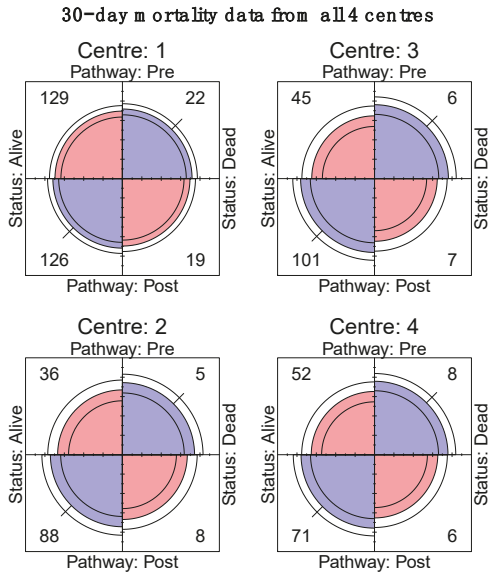 30-day mortality data from all 4 centres
Centre: 1
Pathway: Pre
129 22
Status: Alive
Status: Dead
126 19
Pathway: Post
Centre: 3
Pathway: Pre
45 6
Status: Alive
Status: Dead
101 7
Pathway: Post
Centre: 2
Pathway: Pre
36 5
Status: Alive
Status: Dead
88 8
Pathway: Post
Centre: 4
Pathway: Pre
52 8
Status: Alive
Status: Dead
71 6
Pathway: Post